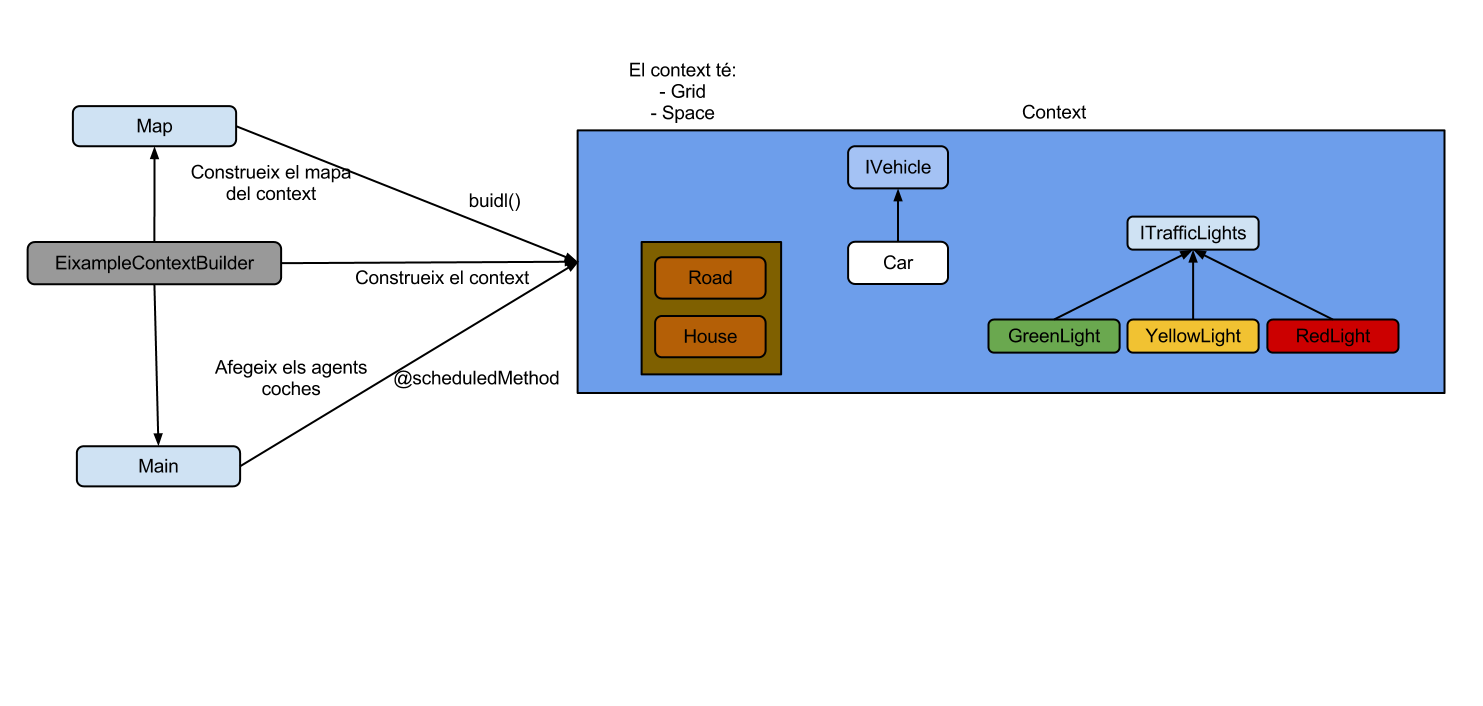 El context té:
- Grid
- Space
Context
Map
Construeix el mapa
del context
buidl()
EixampleContextBuilder
Construeix el context
Afegeix els agents
coches
@scheduledMethod
Main
IVehicle
Car
Road
House
ITrafficLights
GreenLight
YellowLight
RedLight